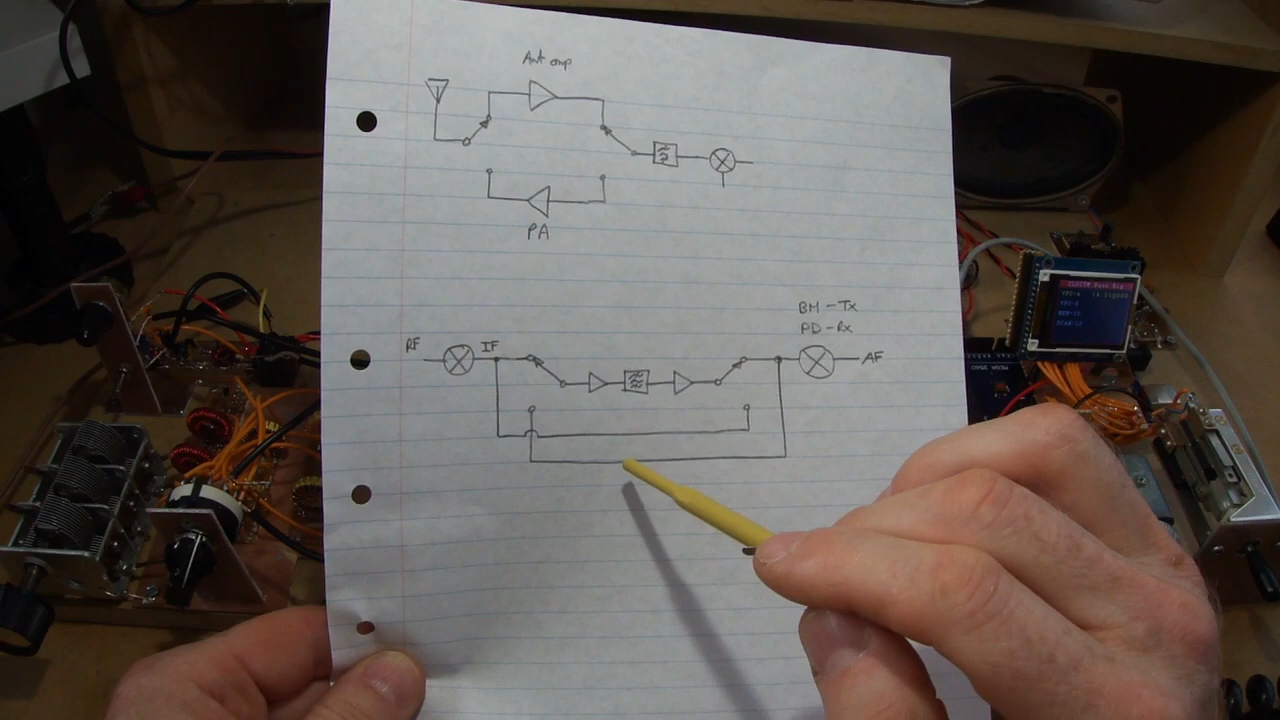 Ant amp
PA
BM - Tx
PD - Rx
RF
IF
AF